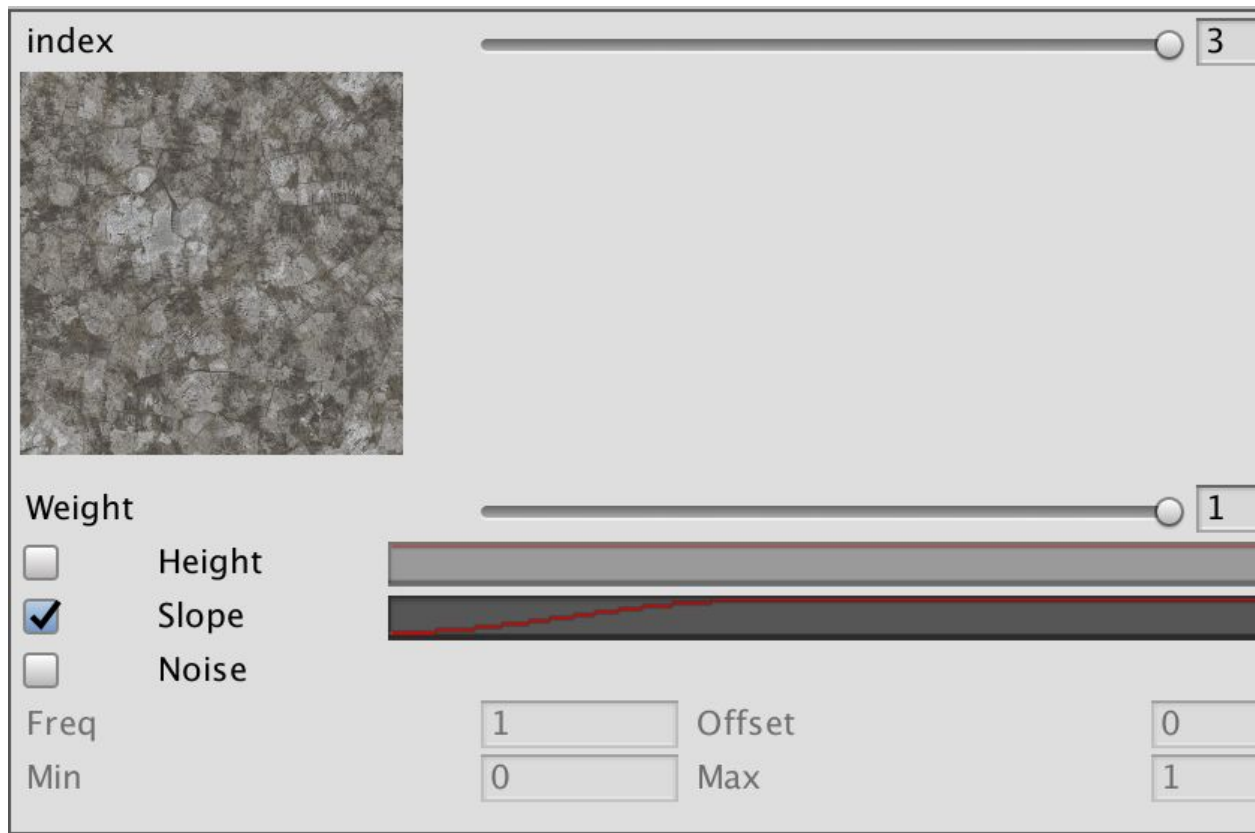 index 3
Weight 1
Height
Slope
Noise
Freq 1 Offset 0
Min 0 Max 1